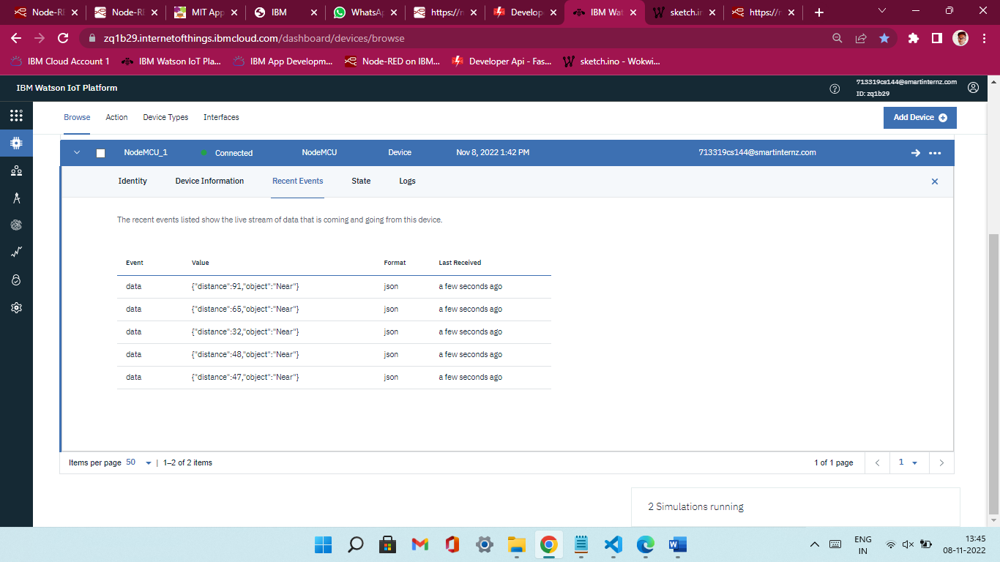 Node-RE
Node-RE
MIT App
IBM
WhatsAp
https://n
Develop
IBM Wat
sketch.ir
https://n
zq1b29.internetofthings.ibmcloud.com/dashboard/devices/browse
IBM Cloud Account 1
IBM Watson IoT Pla...
IBM App Developm...
Node-RED on IBM...
Developer Api - Fas...
sketch.ino - Wokwi...
IBM Watson IoT Platform
713319cs144@smartinternz.com
ID: zq1b29
Browse Action Device Types Interfaces
Add Device
NodeMCU_1 Connected NodeMCU Device Nov 8, 2022 1:42 PM 713319cs144@smartinternz.com
Identity Device Information Recent Events State Logs
The recent events listed show the live stream of data that is coming and going from this device.
Event Value Format Last Received
data {"distance":91,"object":"Near"} json a few seconds ago
data {"distance":65,"object":"Near"} json a few seconds ago
data {"distance":32,"object":"Near"} json a few seconds ago
data {"distance":48,"object":"Near"} json a few seconds ago
data {"distance":47,"object":"Near"} json a few seconds ago
Items per page 50 | 1–2 of 2 items
1 of 1 page
1
2 Simulations running
ENG
IN
13:45
08-11-2022